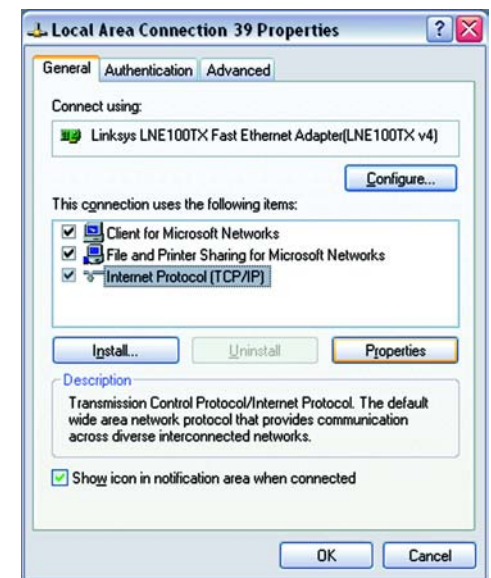 Local Area Connection 39 Properties
General Authentication Advanced
Connect using:
Linksys LNE100TX Fast Ethernet Adapter(LNE100TX v4)
Configure...
This connection uses the following items:
Client for Microsoft Networks
File and Printer Sharing for Microsoft Networks
Internet Protocol (TCP/IP)
Install... Uninstall Properties
Description
Transmission Control Protocol/Internet Protocol. The default
wide area network protocol that provides communication
across diverse interconnected networks.
Show icon in notification area when connected
OK Cancel